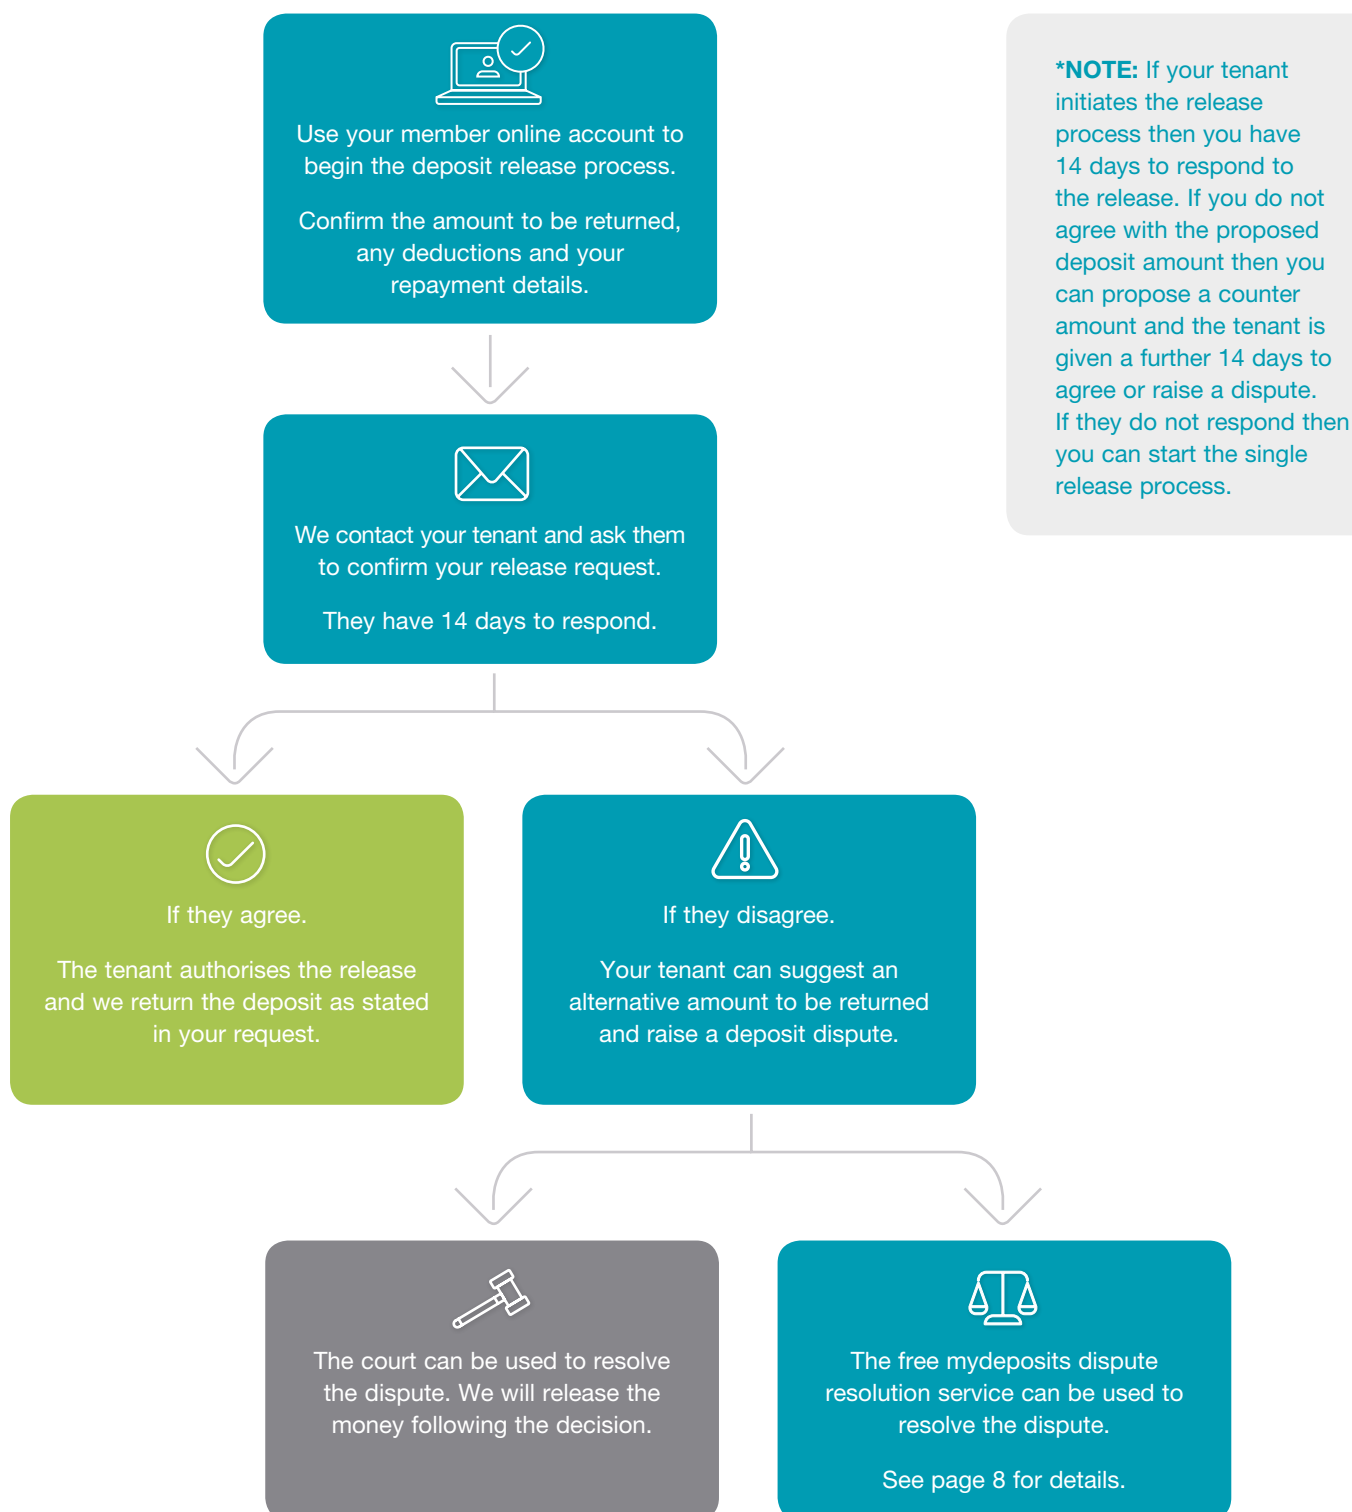 Use your member online account to
begin the deposit release process.
Confirm the amount to be returned,
any deductions and your
repayment details.
*NOTE: If your tenant
initiates the release
process then you have
14 days to respond to
the release. If you do not
agree with the proposed
deposit amount then you
can propose a counter
amount and the tenant is
given a further 14 days to
agree or raise a dispute.
If they do not respond then
you can start the single
release process.
We contact your tenant and ask them
to confirm your release request.
They have 14 days to respond.
If they agree.
The tenant authorises the release
and we return the deposit as stated
in your request.
If they disagree.
Your tenant can suggest an
alternative amount to be returned
and raise a deposit dispute.
The court can be used to resolve
the dispute. We will release the
money following the decision.
The free mydeposits dispute
resolution service can be used to
resolve the dispute.
See page 8 for details.